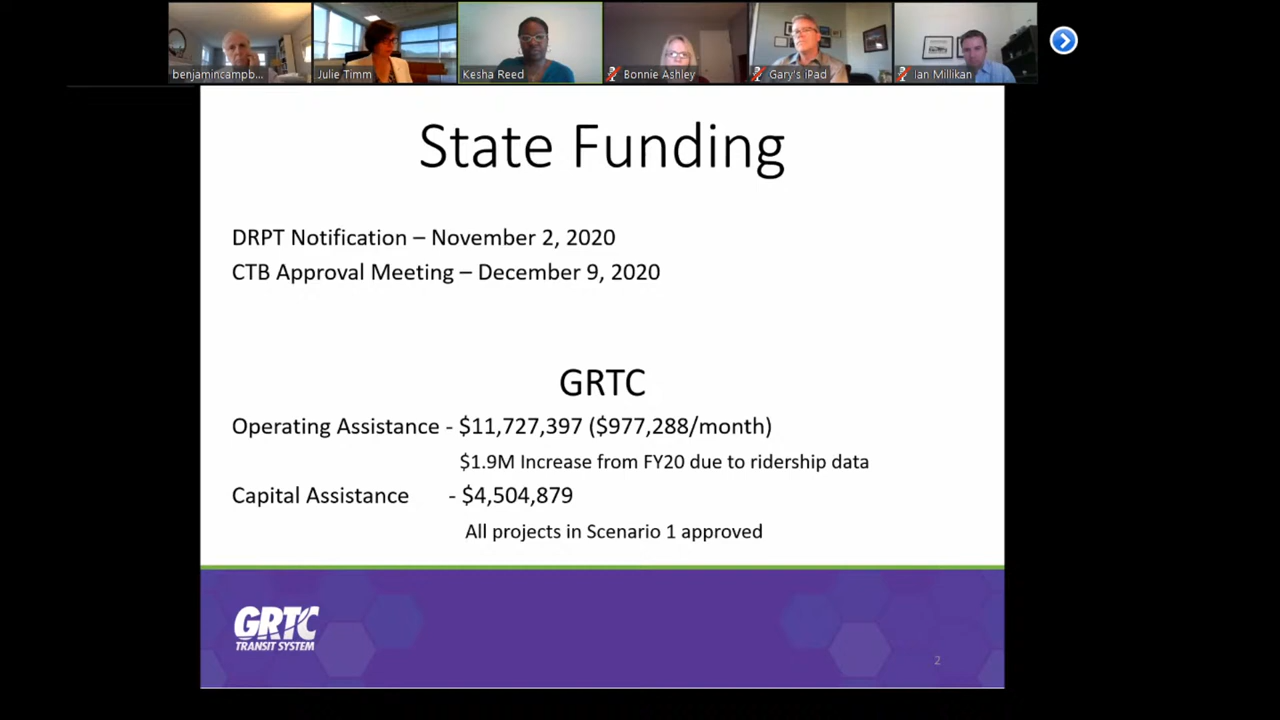 benjamincampb...
Julie Timm
Kesha Reed
Bonnie Ashley
Gary's iPad
Ian Millikan
State Funding
DRPT Notification – November 2, 2020
CTB Approval Meeting – December 9, 2020
GRTC
Operating Assistance - $11,727,397 ($977,288/month)
$1.9M Increase from FY20 due to ridership data
Capital Assistance - $4,504,879
All projects in Scenario 1 approved
GRTC
TRANSIT SYSTEM
2